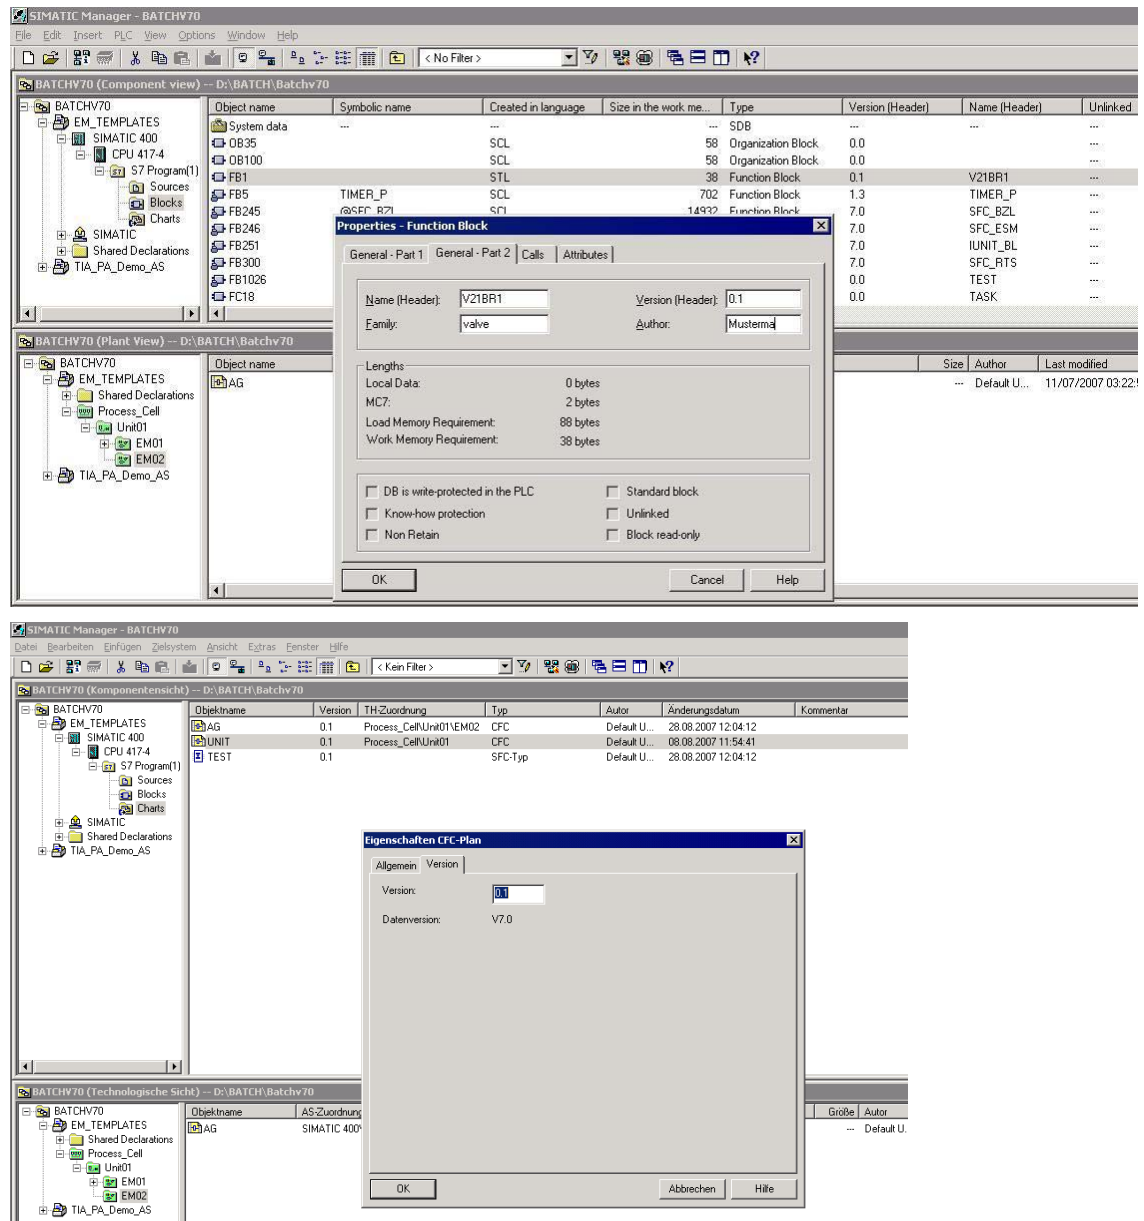 SIMATIC Manager - BATCHV70
File Edit Insert PLC View Options Window Help
< No Filter >
BATCHV70 (Component view) -- D:\BATCH\Batchv70
BATCHV70
EM_TEMPLATES
SIMATIC 400
CPU 417-4
S7 Program(1)
Sources
Blocks
Charts
SIMATIC
Shared Declarations
TIA_PA_Demo_AS
Object name Symbolic name Created in language Size in the work me... Type Version (Header) Name (Header) Unlinked
System data --- --- --- SDB --- --- ---
OB35 SCL 58 Organization Block 0.0 ---
OB100 SCL 58 Organization Block 0.0 ---
FB1 STL 38 Function Block 0.1 V21BR1 ---
FB5 TIMER_P SCL 702 Function Block 1.3 TIMER_P ---
FB245 @SFC_BZL SCL 14932 Function Block 7.0 SFC_BZL ---
FB246 7.0 SFC_ESM ---
FB251 7.0 IUNIT_BL ---
FB300 7.0 SFC_RTS ---
FB1026 0.0 TEST ---
FC18 0.0 TASK ---
Properties - Function Block
General - Part 1 General - Part 2 Calls Attributes
Name (Header): V21BR1 Version (Header): 0.1
Family: valve Author: Musterma
Lengths
Local Data: 0 bytes
MC7: 2 bytes
Load Memory Requirement: 88 bytes
Work Memory Requirement: 38 bytes
DB is write-protected in the PLC Standard block
Know-how protection Unlinked
Non Retain Block read-only
OK Cancel Help
BATCHV70 (Plant View) -- D:\BATCH\Batchv70
BATCHV70
EM_TEMPLATES
Shared Declarations
Process_Cell
Unit01
EM01
EM02
TIA_PA_Demo_AS
Object name Size Author Last modified
AG --- Default U... 11/07/2007 03:22:
SIMATIC Manager - BATCHV70
Datei Bearbeiten Einfügen Zielsystem Ansicht Extras Fenster Hilfe
< Kein Filter >
BATCHV70 (Komponentensicht) -- D:\BATCH\Batchv70
BATCHV70
EM_TEMPLATES
SIMATIC 400
CPU 417-4
S7 Program(1)
Sources
Blocks
Charts
SIMATIC
Shared Declarations
TIA_PA_Demo_AS
Objektname Version TH-Zuordnung Typ Autor Änderungsdatum Kommentar
AG 0.1 Process_Cell\Unit01\EM02 CFC Default U... 28.08.2007 12:04:12
UNIT 0.1 Process_Cell\Unit01 CFC Default U... 08.08.2007 11:54:41
TEST 0.1 SFC-Typ Default U... 28.08.2007 12:04:12
Eigenschaften CFC-Plan
Allgemein Version
Version: 0.1
Datenversion: V7.0
OK Abbrechen Hilfe
BATCHV70 (Technologische Sicht) -- D:\BATCH\Batchv70
BATCHV70
EM_TEMPLATES
Shared Declarations
Process_Cell
Unit01
EM01
EM02
TIA_PA_Demo_AS
Objektname AS-Zuordnung Größe Autor
AG SIMATIC 400 --- Default U.